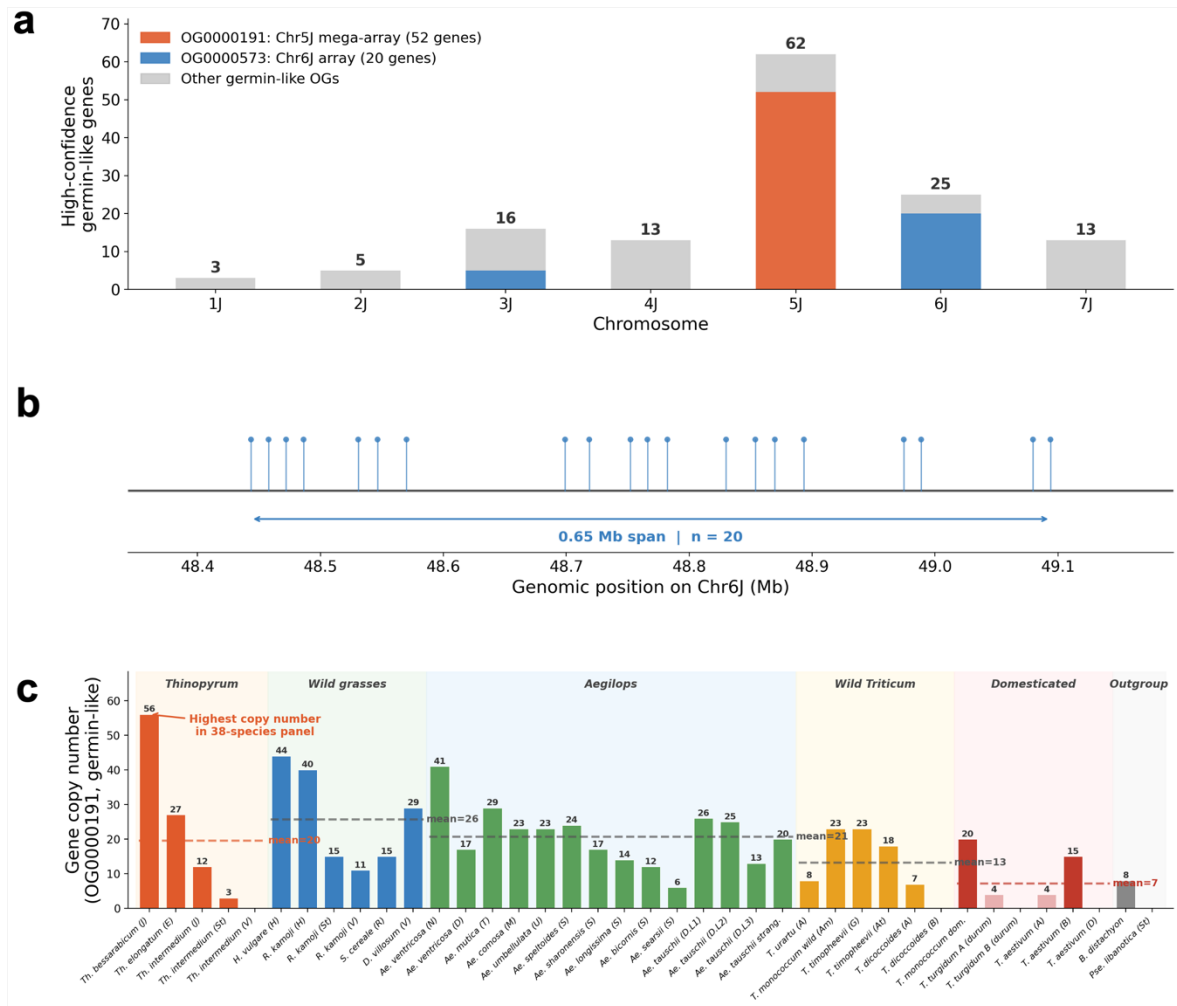 a
70
60
50
40
30
20
10
0
High-confidence
germin-like genes
OG0000191: Chr5J mega-array (52 genes)
OG0000573: Chr6J array (20 genes)
Other germin-like OGs
3
5
16
13
62
25
13
1J 2J 3J 4J 5J 6J 7J
Chromosome
b
0.65 Mb span | n = 20
48.4 48.5 48.6 48.7 48.8 48.9 49.0 49.1
Genomic position on Chr6J (Mb)
c
Gene copy number
(OG0000191, germin-like)
60
50
40
30
20
10
0
Thinopyrum Wild grasses Aegilops Wild Triticum Domesticated Outgroup
Highest copy number
in 38-species panel
56 27 12 3 44 40 15 11 15 29 41 17 29 23 23 24 17 14 12 6 26 25 13 20 8 23 23 18 7 20 4 4 15 8
mean=20
mean=26
mean=21
mean=13
mean=7
Th. bessarabicum (J)
Th. elongatum (E)
Th. intermedium (J)
Th. intermedium (St)
Th. intermedium (V)
H. vulgare (H)
R. kamoji (H)
R. kamoji (St)
R. kamoji (V)
S. cereale (R)
D. villosum (V)
Ae. ventricosa (N)
Ae. ventricosa (D)
Ae. mutica (T)
Ae. comosa (M)
Ae. umbellulata (U)
Ae. speltoides (S)
Ae. sharonensis (S)
Ae. longissima (S)
Ae. bicornis (S)
Ae. searsii (S)
Ae. tauschii (D.L1)
Ae. tauschii (D.L2)
Ae. tauschii (D.L3)
Ae. tauschii strang.
T. urartu (A)
T. monococcum wild (Am)
T. timopheevii (G)
T. timopheevii (At)
T. dicoccoides (A)
T. dicoccoides (B)
T. monococcum dom.
T. turgidum A (durum)
T. turgidum B (durum)
T. aestivum (A)
T. aestivum (B)
T. aestivum (D)
B. distachyon
Pse. libanotica (St)